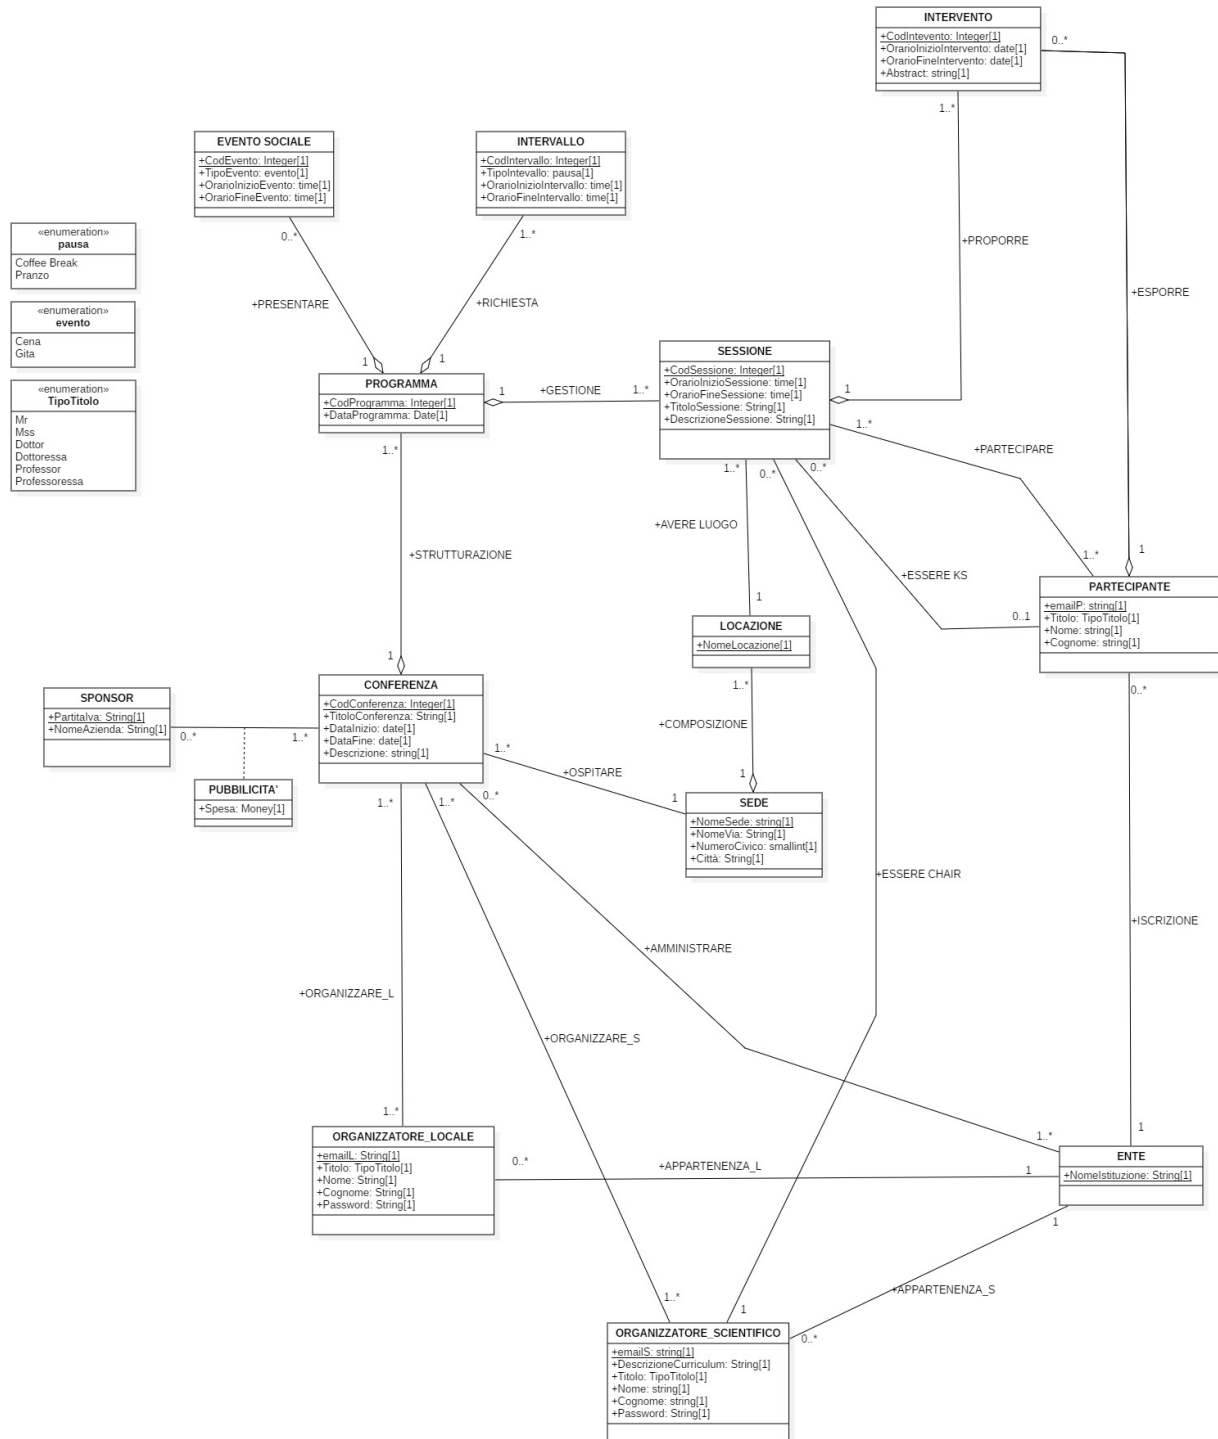 INTERVENTO
+CodIntevento: Integer[1]
+OrarioInizioIntervento: date[1]
+OrarioFineIntervento: date[1]
+Abstract: string[1]
0..*
1..*
EVENTO SOCIALE
+CodEvento: Integer[1]
+TipoEvento: evento[1]
+OrarioInizioEvento: time[1]
+OrarioFineEvento: time[1]
0..*
INTERVALLO
+CodIntervallo: Integer[1]
+TipoIntevallo: pausa[1]
+OrarioInizioIntervallo: time[1]
+OrarioFineIntervallo: time[1]
1..*
«enumeration»
pausa
Coffee Break
Pranzo
«enumeration»
evento
Cena
Gita
«enumeration»
TipoTitolo
Mr
Mss
Dottor
Dottoressa
Professor
Professoressa
+PROPORRE
+ESPORRE
+PRESENTARE
+RICHIESTA
1
1
PROGRAMMA
+CodProgramma: Integer[1]
+DataProgramma: Date[1]
1..*
1
+GESTIONE
1..*
SESSIONE
+CodSessione: Integer[1]
+OrarioInizioSessione: time[1]
+OrarioFineSessione: time[1]
+TitoloSessione: String[1]
+DescrizioneSessione: String[1]
1
1..*
+PARTECIPARE
1..*
0..*
0..*
+AVERE LUOGO
+STRUTTURAZIONE
+ESSERE KS
1..*
1
PARTECIPANTE
+emailP: string[1]
+Titolo: TipoTitolo[1]
+Nome: string[1]
+Cognome: string[1]
0..1
0..*
1
LOCAZIONE
+NomeLocazione[1]
1..*
+COMPOSIZIONE
1
1
CONFERENZA
+CodConferenza: Integer[1]
+TitoloConferenza: String[1]
+DataInizio: date[1]
+DataFine: date[1]
+Descrizione: string[1]
SPONSOR
+PartitaIva: String[1]
+NomeAzienda: String[1]
0..*
1..*
PUBBLICITA'
+Spesa: Money[1]
1..*
+OSPITARE
1
SEDE
+NomeSede: string[1]
+NomeVia: String[1]
+NumeroCivico: smallint[1]
+Città: String[1]
1..*
1..*
0..*
+ESSERE CHAIR
+ISCRIZIONE
+AMMINISTRARE
+ORGANIZZARE_L
+ORGANIZZARE_S
1..*
ORGANIZZATORE_LOCALE
+emailL: String[1]
+Titolo: TipoTitolo[1]
+Nome: String[1]
+Cognome: String[1]
+Password: String[1]
0..*
+APPARTENENZA_L
1
1..*
1
ENTE
+NomeIstituzione: String[1]
1
+APPARTENENZA_S
0..*
1..*
1
ORGANIZZATORE_SCIENTIFICO
+emailS: string[1]
+DescrizioneCurriculum: String[1]
+Titolo: TipoTitolo[1]
+Nome: string[1]
+Cognome: string[1]
+Password: String[1]